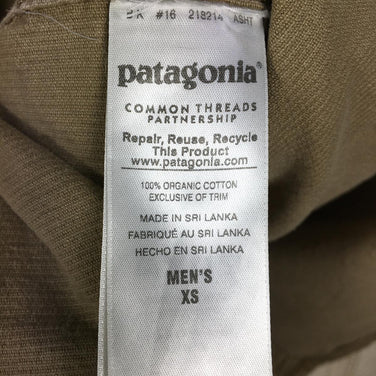 #16 218214 ASHT
patagonia®
COMMON THREADS
PARTNERSHIP
Repair, Reuse, Recycle
This Product
www.patagonia.com
100% ORGANIC COTTON
EXCLUSIVE OF TRIM
MADE IN SRI LANKA
FABRIQUÉ AU SRI LANKA
HECHO EN SRI LANKA
MEN'S
XS